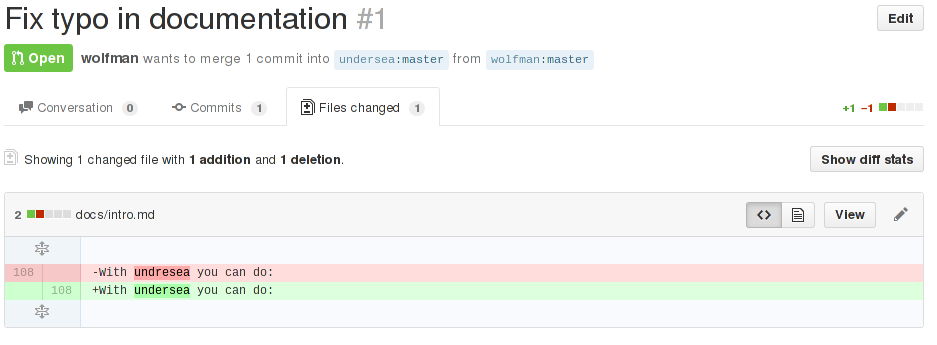 Fix typo in documentation #1
Edit
Open wolfman wants to merge 1 commit into undersea:master from wolfman:master
Conversation 0 Commits 1 Files changed 1 +1 −1
Showing 1 changed file with 1 addition and 1 deletion.
Show diff stats
2 docs/intro.md <> View
108 -With undresea you can do:
108 +With undersea you can do: